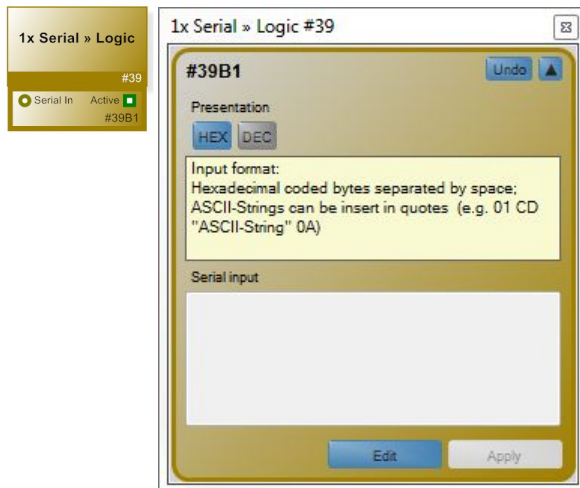 1x Serial » Logic
#39
Serial In Active
#39B1
1x Serial » Logic #39
#39B1
Undo
Presentation
HEX DEC
Input format:
Hexadecimal coded bytes separated by space;
ASCII-Strings can be insert in quotes (e.g. 01 CD
"ASCII-String" 0A)
Serial input
Edit Apply